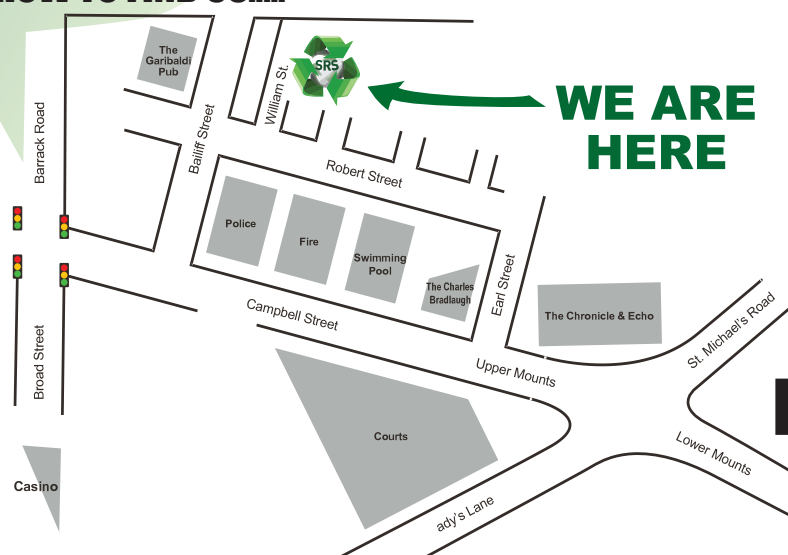 The
Garibaldi
Pub
SRS
WE ARE
HERE
Barrack Road
Bailiff Street
William St.
Robert Street
Police
Fire
Swimming
Pool
The Charles
Bradlaugh
Earl Street
The Chronicle & Echo
Campbell Street
Upper Mounts
St. Michael's Road
Broad Street
Courts
Lower Mounts
Casino
ady's Lane